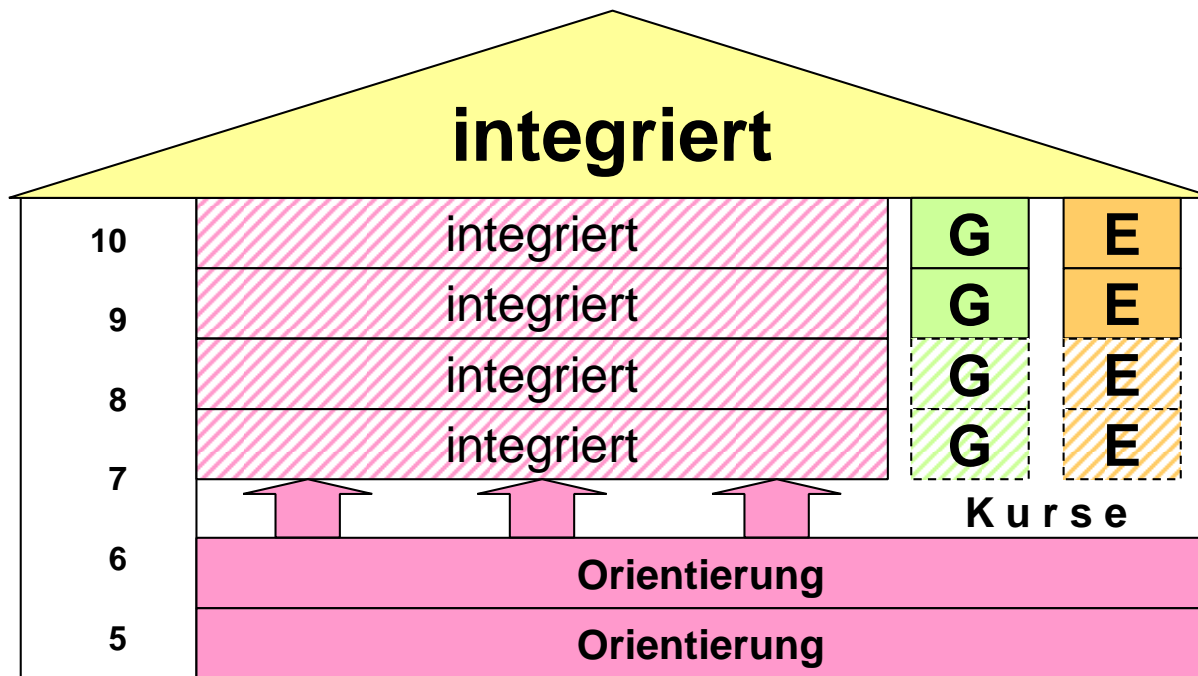 integriert
10 integriert G E
9 integriert G E
8 integriert G E
7 integriert G E
K u r s e
6 Orientierung
5 Orientierung